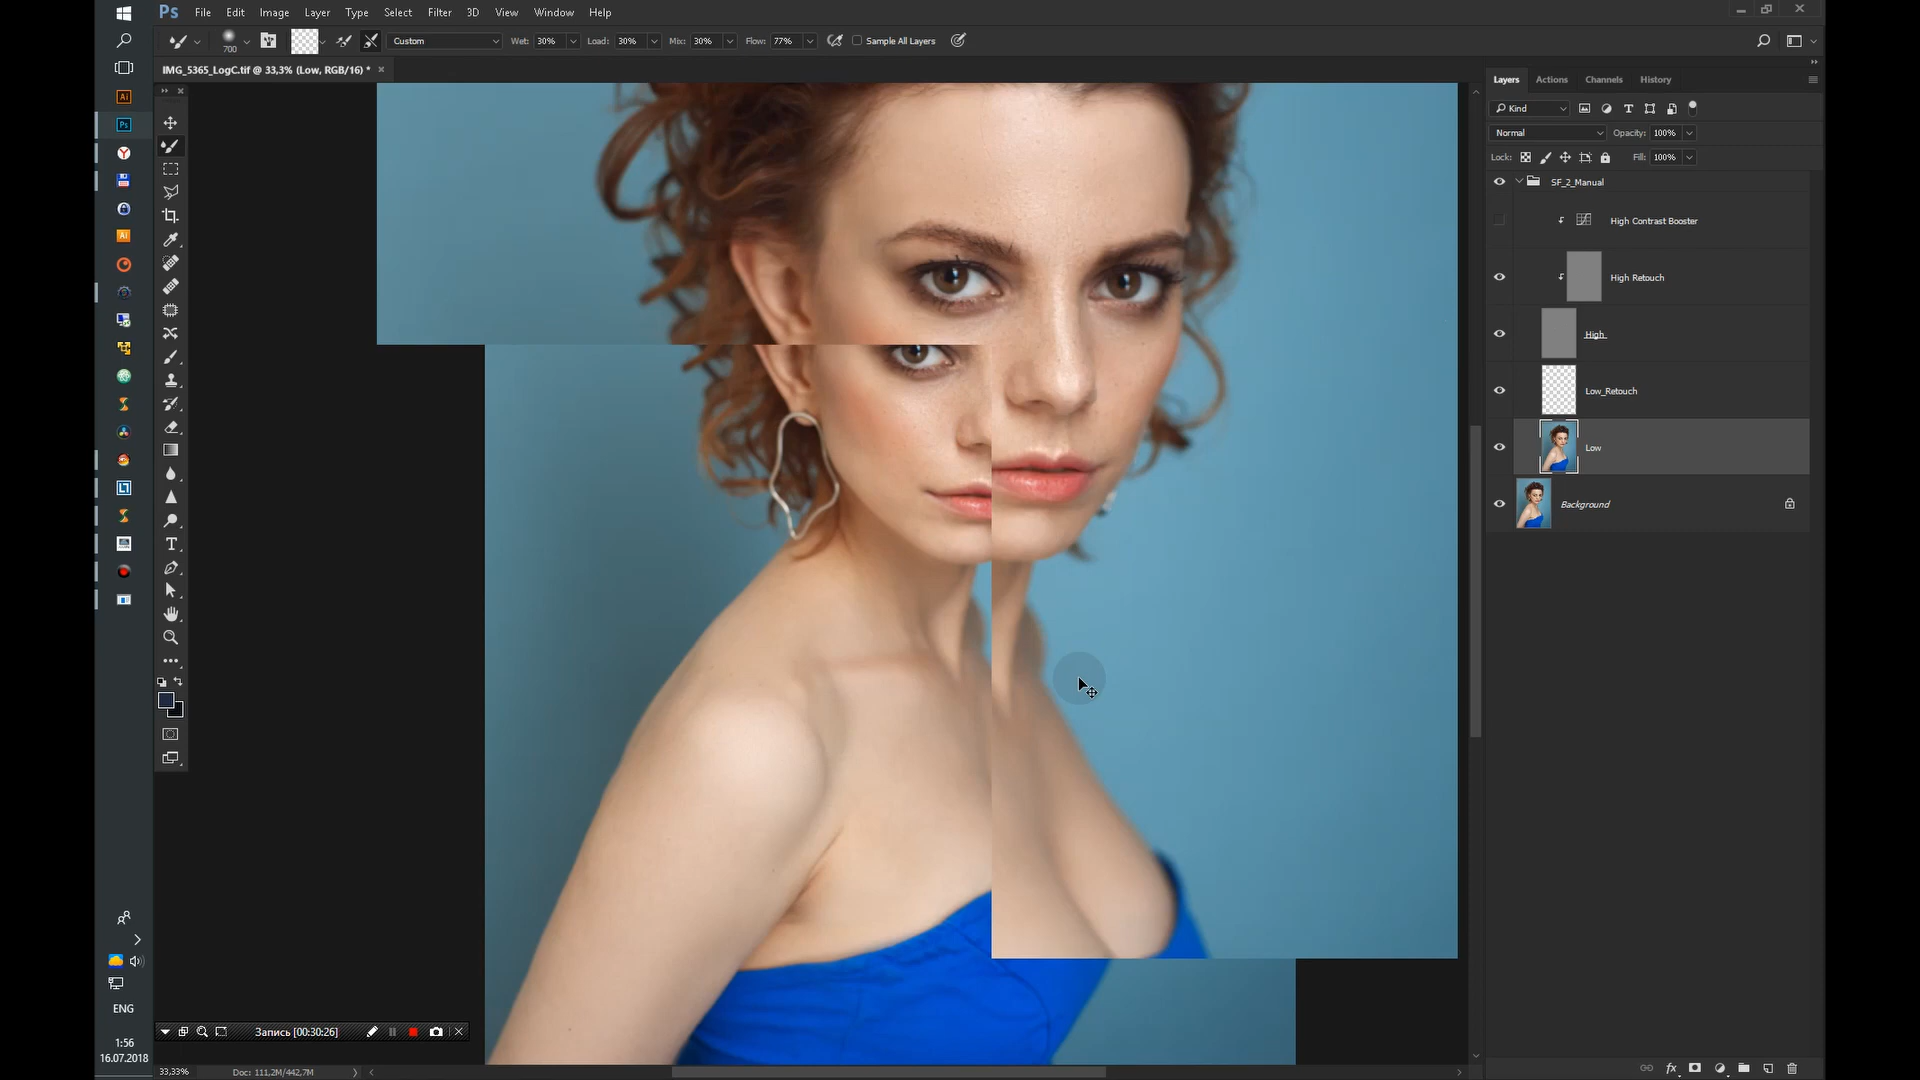 Ps File Edit Image Layer Type Select Filter 3D View Window Help
700 Custom Wet: 30% Load: 30% Mix: 30% Flow: 77% Sample All Layers
IMG_5365_LogC.tif @ 33,3% (Low, RGB/16) *
Layers Actions Channels History
Kind
Normal Opacity: 100%
Lock: Fill: 100%
SF_2_Manual
High Contrast Booster
High Retouch
High
Low_Retouch
Low
Background
Ai
Ps
ENG
1:56
16.07.2018
Запись [00:30:26]
33,33% Doc: 111,2M/442,7M